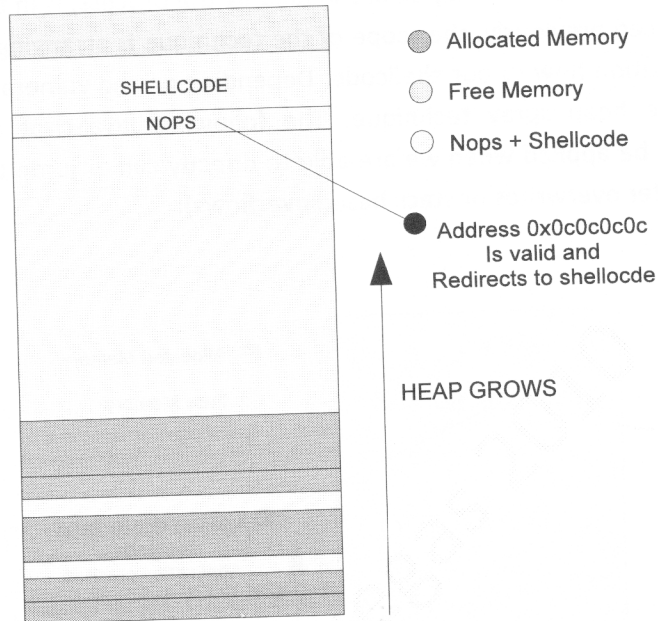 SHELLCODE
NOPS
Allocated Memory
Free Memory
Nops + Shellcode
Address 0x0c0c0c0c
Is valid and
Redirects to shellocde
HEAP GROWS